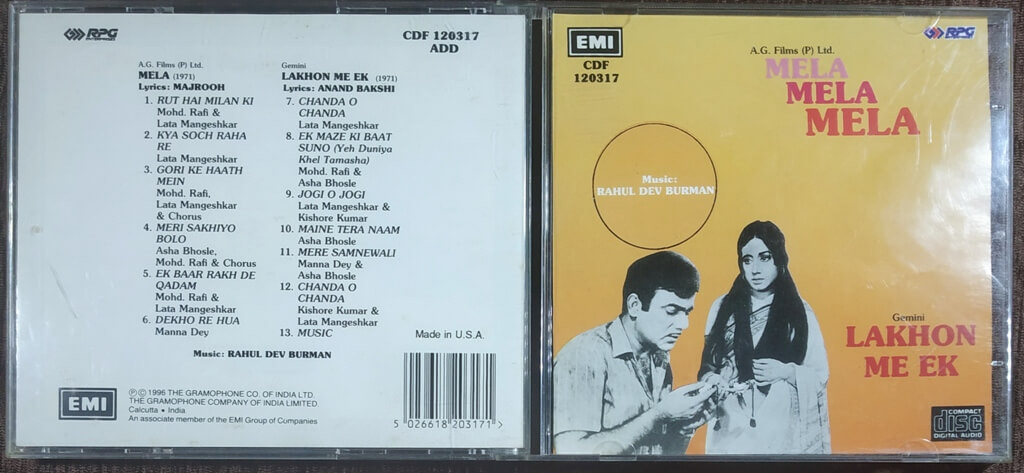 RPG
CDF 120317
ADD
A.G. Films (P) Ltd.
MELA (1971)
Lyrics: MAJROOH
1. RUT HAI MILAN KI
Mohd. Rafi &
Lata Mangeshkar
2. KYA SOCH RAHA
RE
Lata Mangeshkar
3. GORI KE HAATH
MEIN
Mohd. Rafi,
Lata Mangeshkar
& Chorus
4. MERI SAKHIYO
BOLO
Asha Bhosle,
Mohd. Rafi & Chorus
5. EK BAAR RAKH DE
QADAM
Mohd. Rafi &
Lata Mangeshkar
6. DEKHO RE HUA
Manna Dey
Gemini
LAKHON ME EK (1971)
Lyrics: ANAND BAKSHI
7. CHANDA O
CHANDA
Lata Mangeshkar
8. EK MAZE KI BAAT
SUNO (Yeh Duniya
Khel Tamasha)
Mohd. Rafi &
Asha Bhosle
9. JOGI O JOGI
Lata Mangeshkar &
Kishore Kumar
10. MAINE TERA NAAM
Asha Bhosle
11. MERE SAMNEWALI
Manna Dey &
Asha Bhosle
12. CHANDA O
CHANDA
Kishore Kumar &
Lata Mangeshkar
13. MUSIC
Made in U.S.A.
Music: RAHUL DEV BURMAN
EMI
Ⓟ© 1996 THE GRAMOPHONE CO. OF INDIA LTD.
THE GRAMOPHONE COMPANY OF INDIA LIMITED.
Calcutta • India
An associate member of the EMI Group of Companies
5 026618 203171 >
EMI
CDF
120317
RPG
A.G. Films (P) Ltd.
MELA
MELA
MELA
Music:
RAHUL DEV BURMAN
Gemini
LAKHON
ME EK
COMPACT
disc
DIGITAL AUDIO